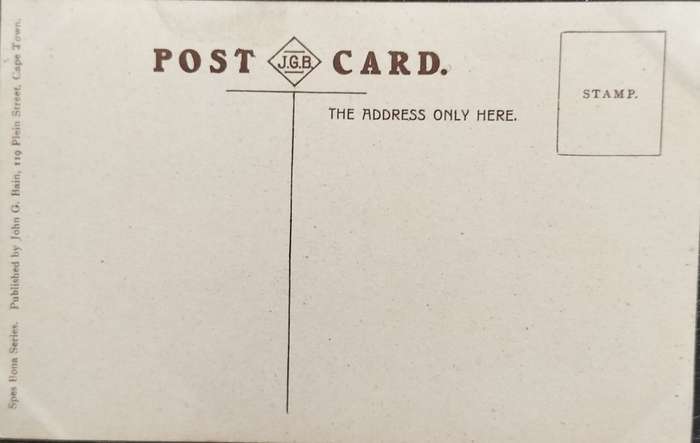 POST J.G.B. CARD.
THE ADDRESS ONLY HERE.
STAMP.
Spes Bona Series. Published by John G. Bain, 119 Plein Street, Cape Town.